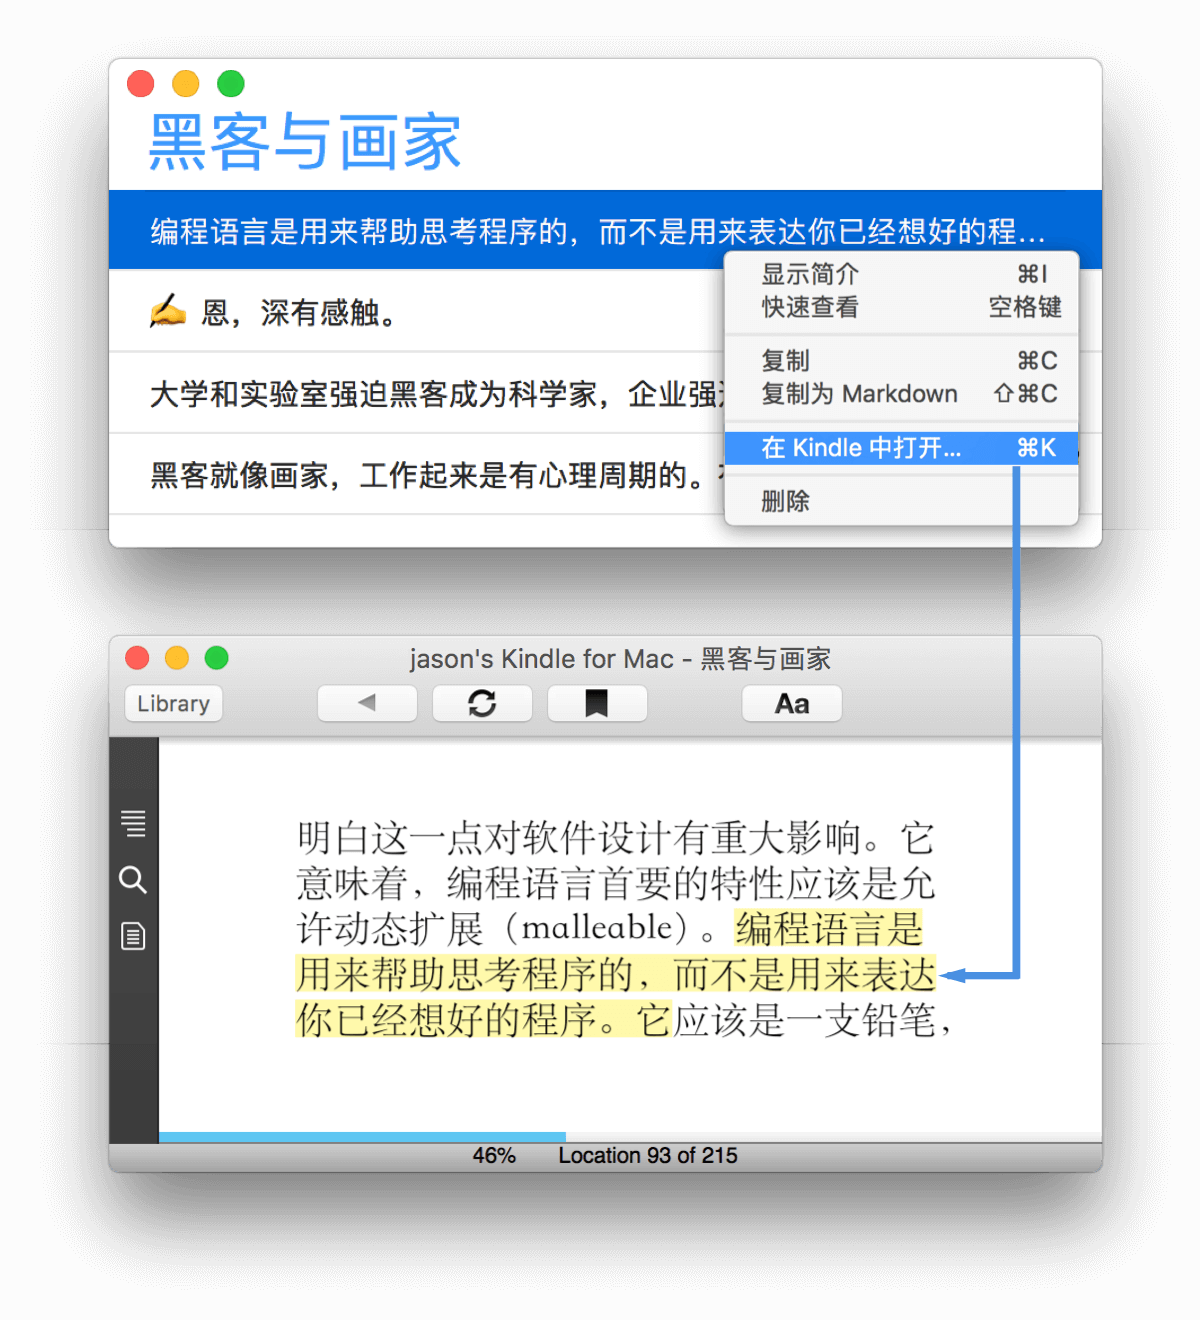 黑客与画家
编程语言是用来帮助思考程序的，而不是用来表达你已经想好的程...
✍️ 恩，深有感触。
大学和实验室强迫黑客成为科学家，企业强
黑客就像画家，工作起来是有心理周期的。
显示简介 ⌘I
快速查看 空格键
复制 ⌘C
复制为 Markdown ⇧⌘C
在 Kindle 中打开... ⌘K
删除
jason's Kindle for Mac - 黑客与画家
Library
Aa
明白这一点对软件设计有重大影响。它
意味着，编程语言首要的特性应该是允
许动态扩展（malleable）。编程语言是
用来帮助思考程序的，而不是用来表达
你已经想好的程序。它应该是一支铅笔，
46% Location 93 of 215